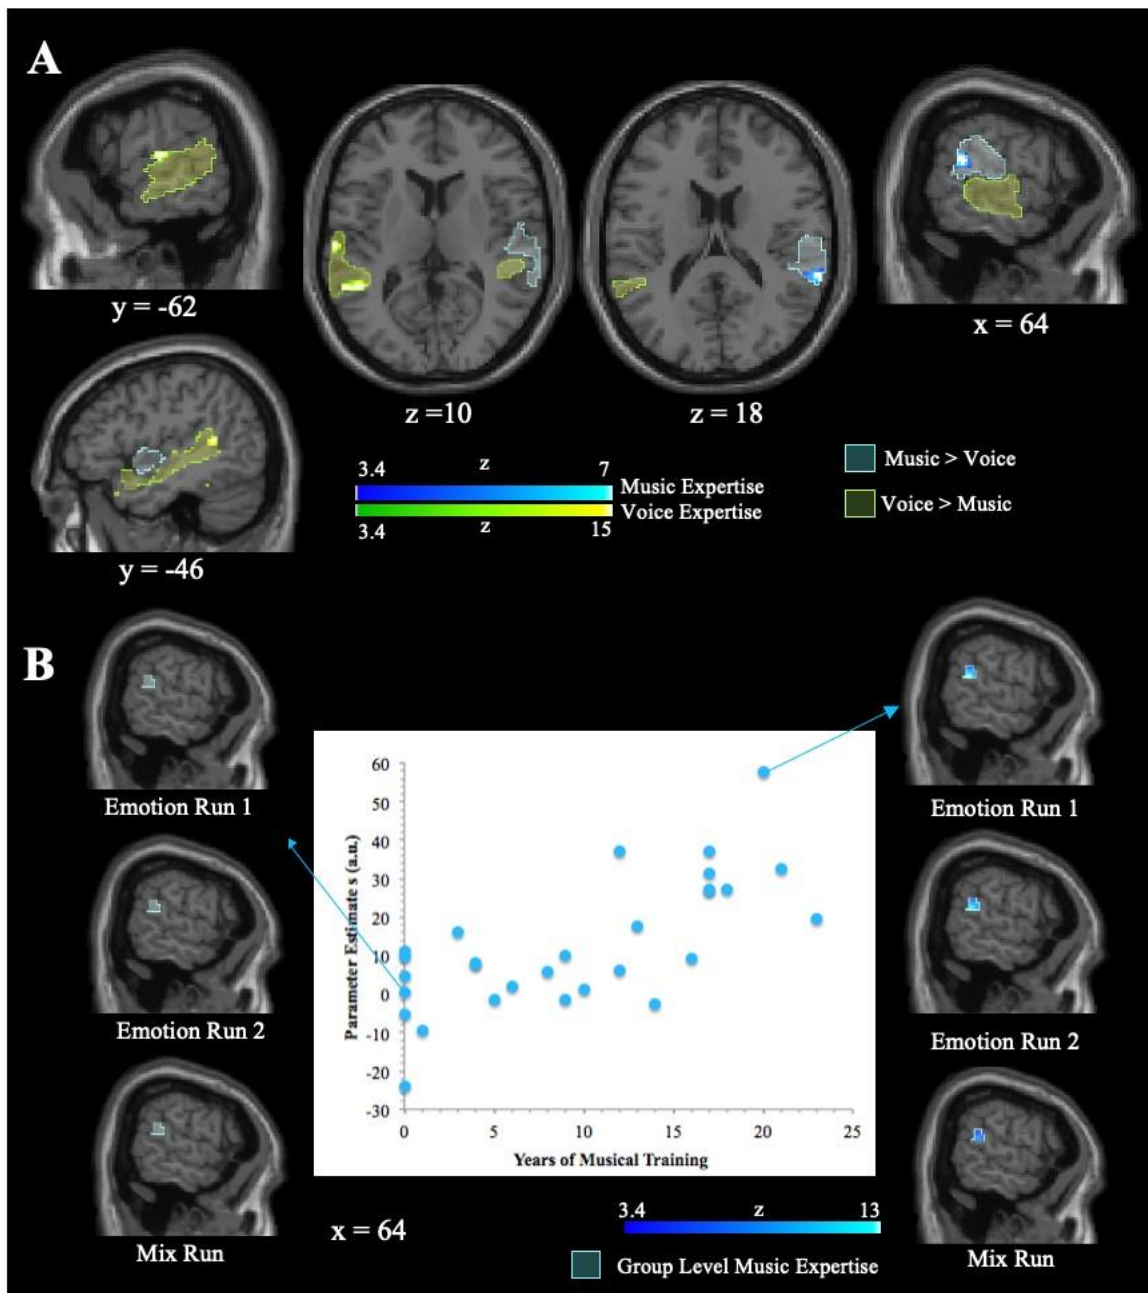 A
y = -62
z =10
z = 18
x = 64
y = -46
3.4 z 7
Music Expertise
Voice Expertise
3.4 z 15
Music > Voice
Voice > Music
B
Emotion Run 1
Emotion Run 2
Mix Run
60
50
40
30
20
10
0
-10
-20
-30
Parameter Estimate s (a.u.)
0 5 10 15 20 25
Years of Musical Training
Emotion Run 1
Emotion Run 2
Mix Run
x = 64
3.4 z 13
Group Level Music Expertise